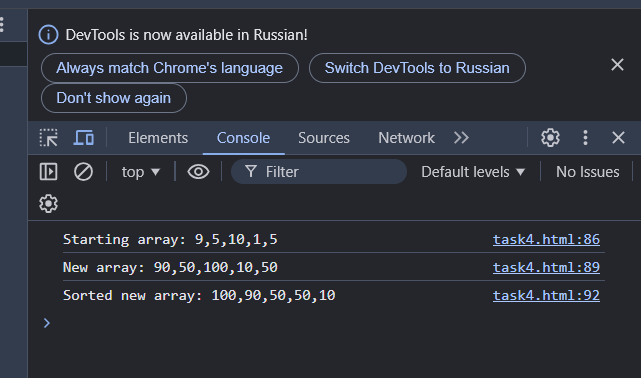 DevTools is now available in Russian!
Always match Chrome's language
Switch DevTools to Russian
Don't show again
Elements Console Sources Network
top Filter Default levels No Issues
Starting array: 9,5,10,1,5 task4.html:86
New array: 90,50,100,10,50 task4.html:89
Sorted new array: 100,90,50,50,10 task4.html:92